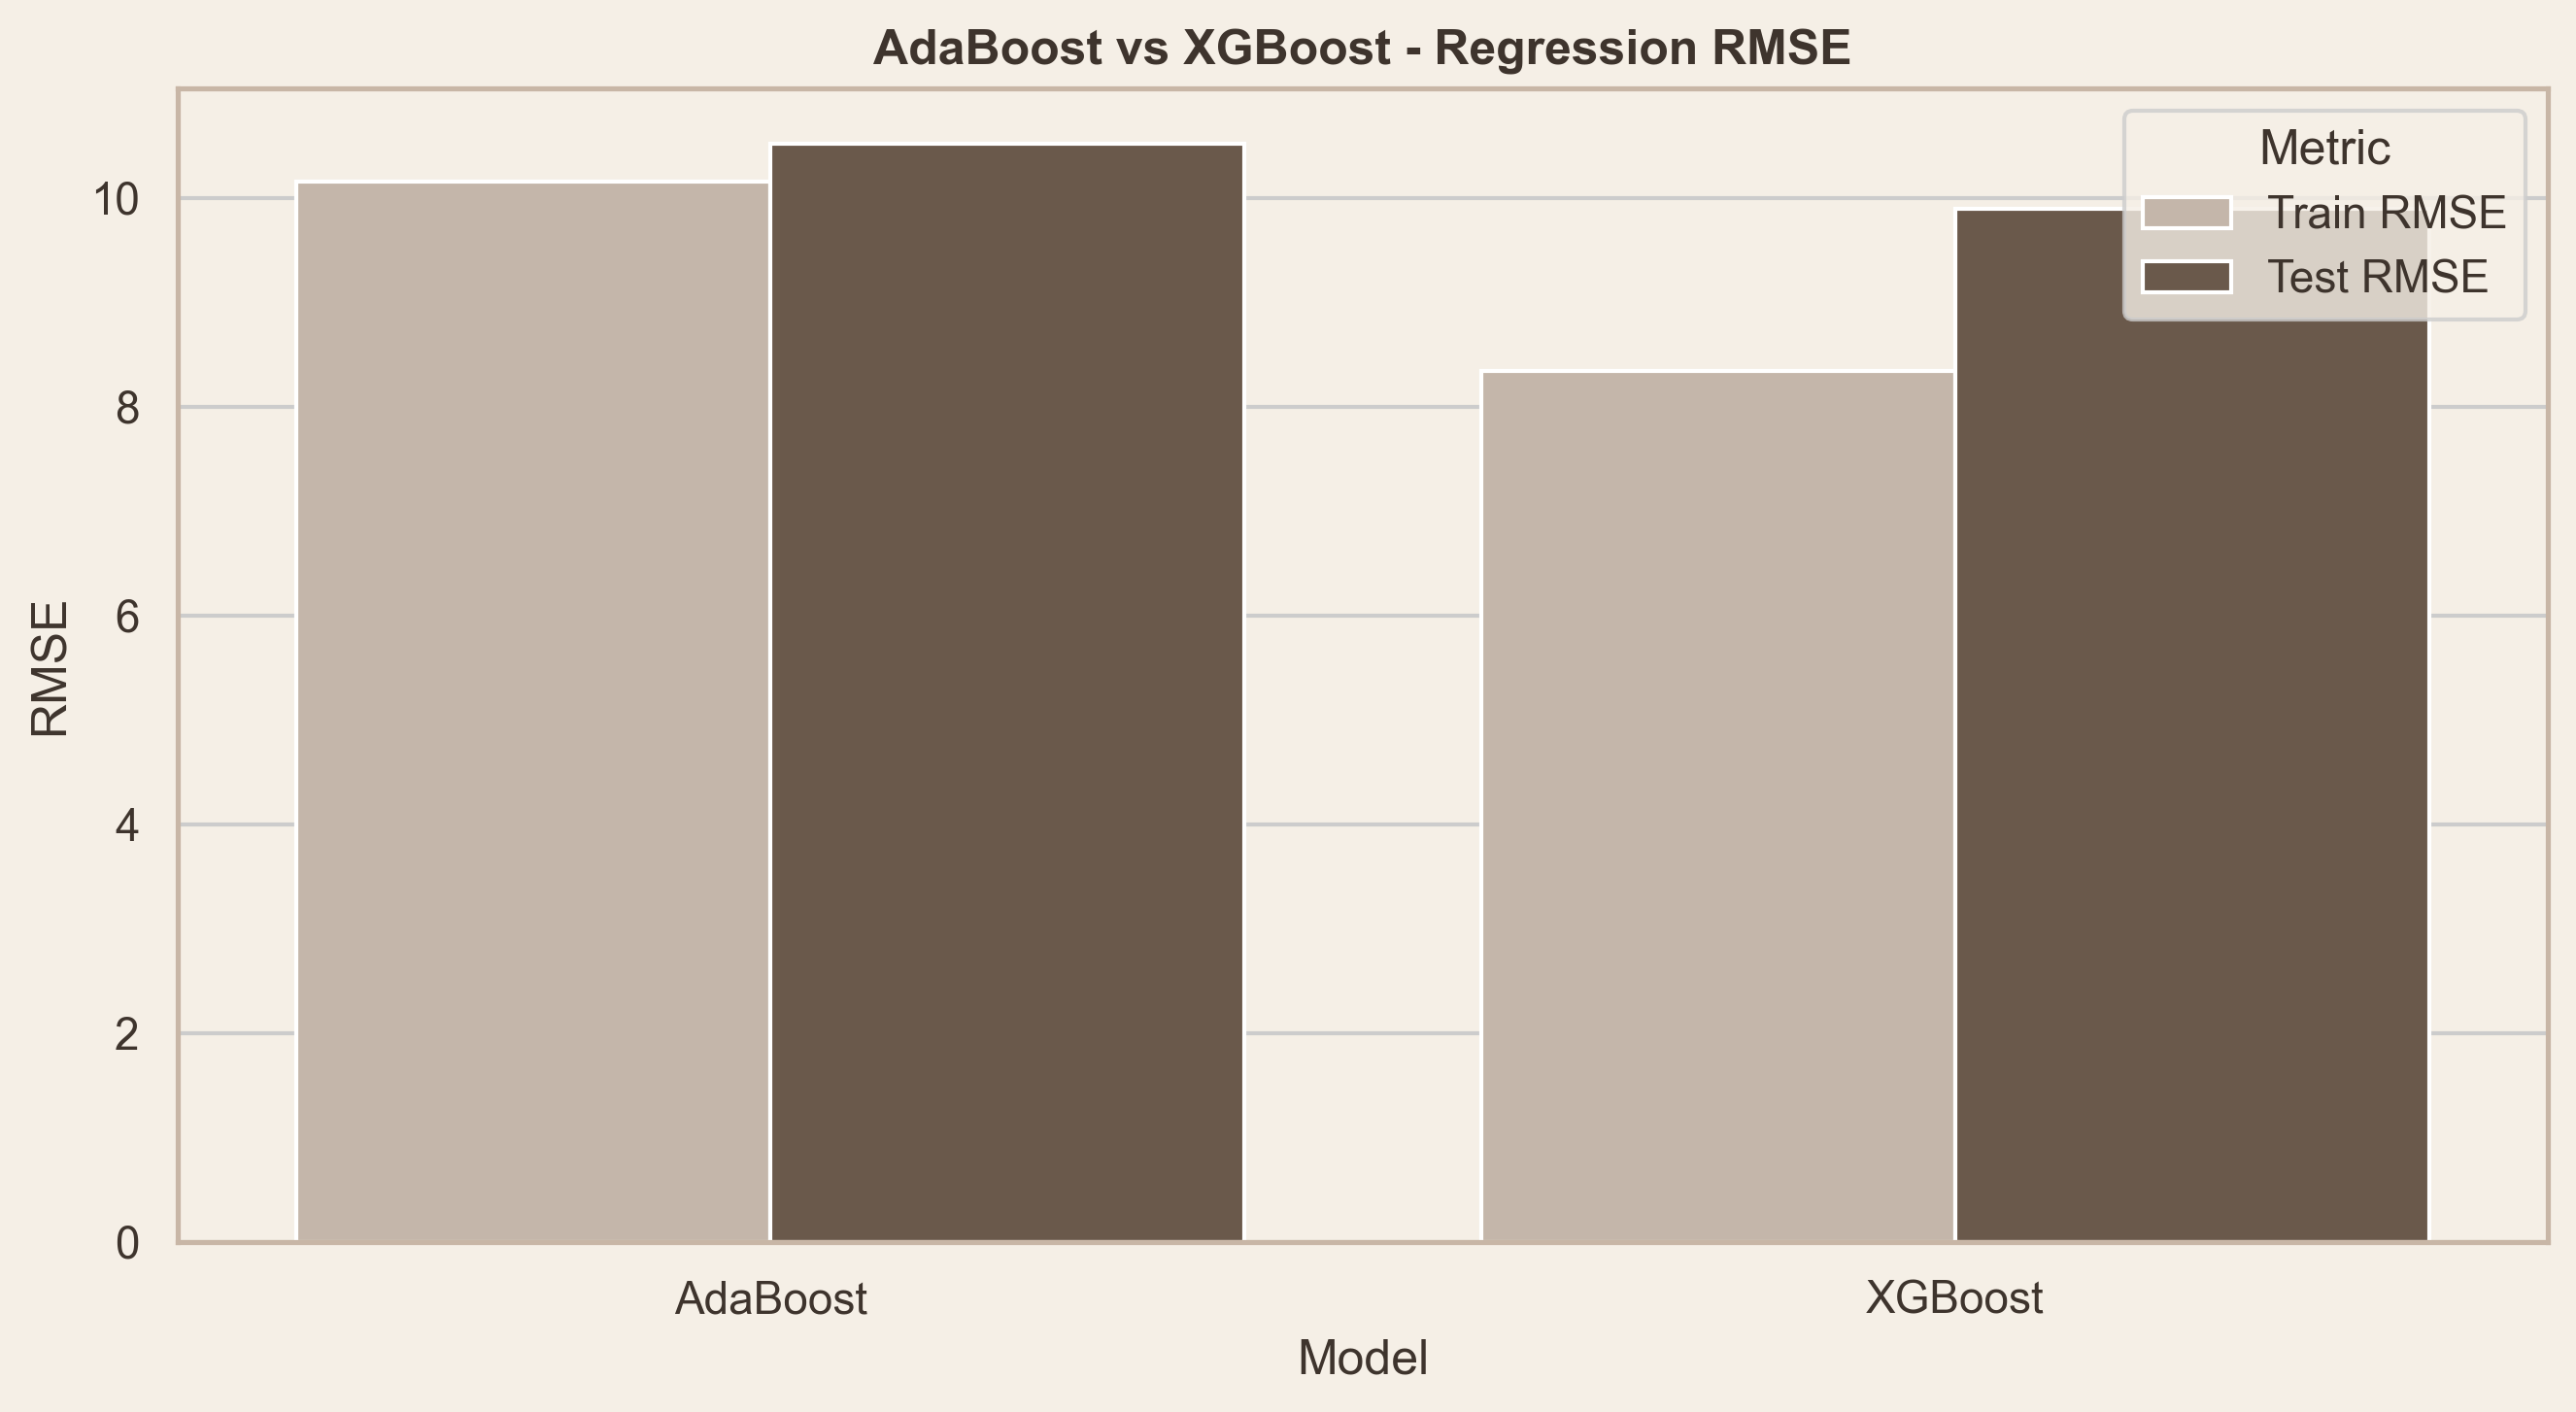 AdaBoost vs XGBoost - Regression RMSE
Metric
Train RMSE
Test RMSE
RMSE
10
8
6
4
2
0
AdaBoost
XGBoost
Model